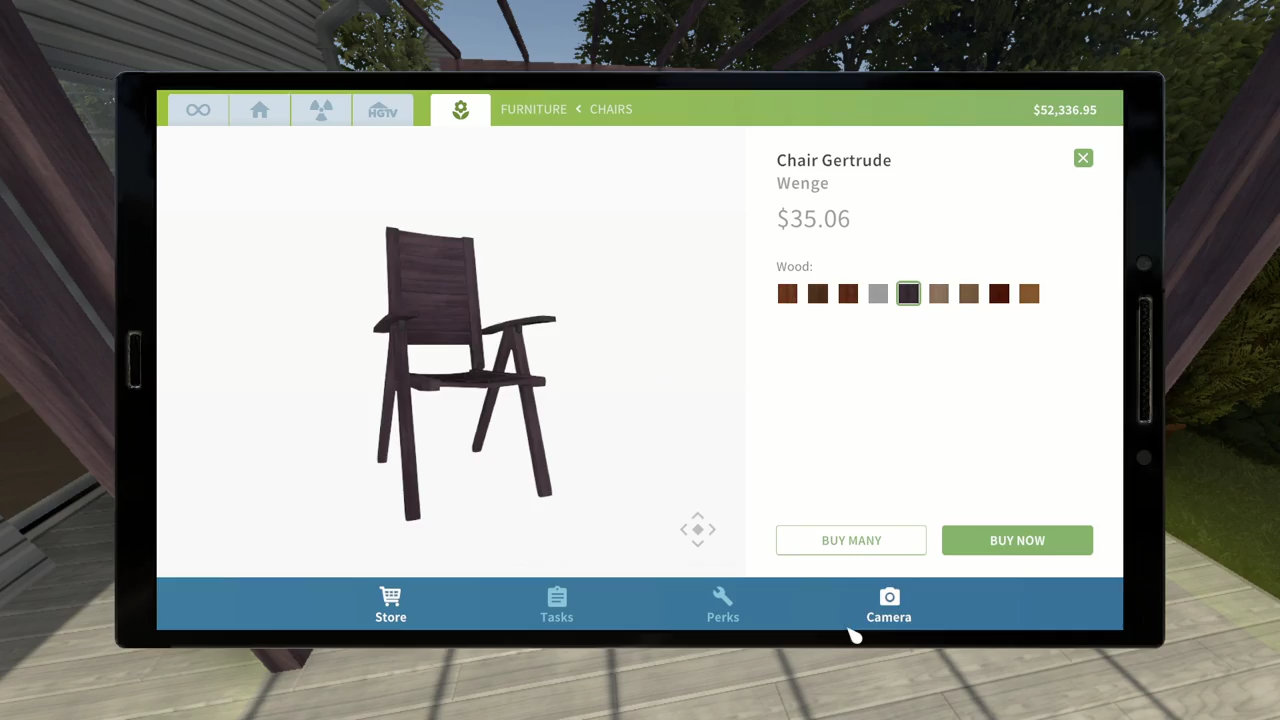 HGTV
FURNITURE < CHAIRS
$52,336.95
Chair Gertrude
Wenge
$35.06
Wood:
BUY MANY
BUY NOW
Store
Tasks
Perks
Camera